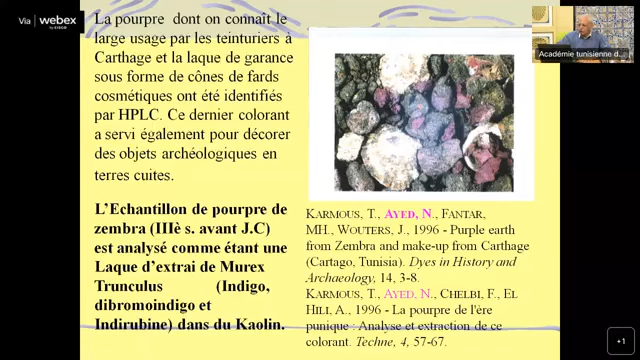 Via
webex
by CISCO
La pourpre dont on connaît le
large usage par les teinturiers à
Carthage et la laque de garance
sous forme de cônes de fards
cosmétiques ont été identifiés
par HPLC. Ce dernier colorant
a servi également pour décorer
des objets archéologiques en
terres cuites.
L'Echantillon de pourpre de
zembra (IIIè s. avant J.C)
est analysé comme étant une
Laque d'extrai de Murex
Trunculus (Indigo,
dibromoindigo et
Indirubine) dans du Kaolin.
KARMOUS, T., AYED, N., FANTAR,
MH., WOUTERS, J., 1996 - Purple earth
from Zembra and make-up from Carthage
(Cartago, Tunisia). Dyes in History and
Archaeology, 14, 3-8.
KARMOUS, T., AYED, N., CHELBI, F., EL
HILI, A., 1996 - La pourpre de l'ère
punique : Analyse et extraction de ce
colorant. Techne, 4, 57-67.
Académie tunisienne d...
+1